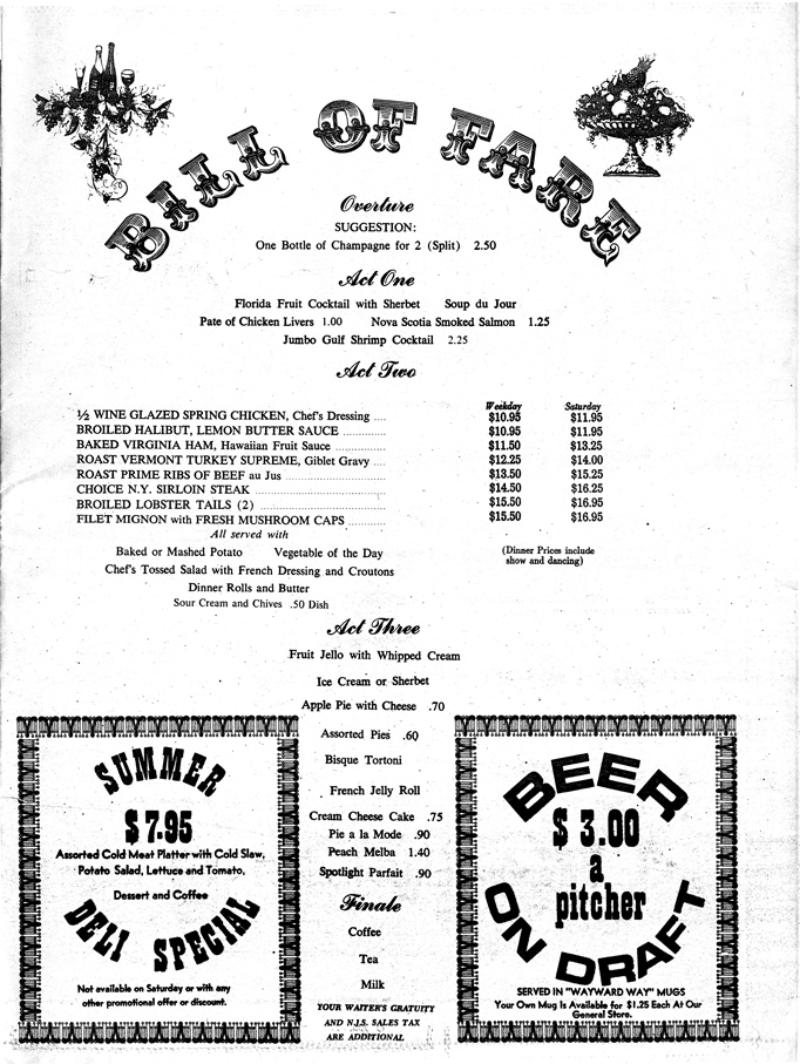 BILL OF FARE
Overture
SUGGESTION:
One Bottle of Champagne for 2 (Split) 2.50
Act One
Florida Fruit Cocktail with Sherbet Soup du Jour
Pate of Chicken Livers 1.00 Nova Scotia Smoked Salmon 1.25
Jumbo Gulf Shrimp Cocktail 2.25
Act Two
Weekday Saturday
½ WINE GLAZED SPRING CHICKEN, Chef's Dressing .... $10.95 $11.95
BROILED HALIBUT, LEMON BUTTER SAUCE .............. $10.95 $11.95
BAKED VIRGINIA HAM, Hawaiian Fruit Sauce ................ $11.50 $13.25
ROAST VERMONT TURKEY SUPREME, Giblet Gravy .... $12.25 $14.00
ROAST PRIME RIBS OF BEEF au Jus ................................ $13.50 $15.25
CHOICE N.Y. SIRLOIN STEAK .......................................... $14.50 $16.25
BROILED LOBSTER TAILS (2) .......................................... $15.50 $16.95
FILET MIGNON with FRESH MUSHROOM CAPS ............ $15.50 $16.95
All served with
Baked or Mashed Potato Vegetable of the Day
(Dinner Prices include
show and dancing)
Chef's Tossed Salad with French Dressing and Croutons
Dinner Rolls and Butter
Sour Cream and Chives .50 Dish
Act Three
Fruit Jello with Whipped Cream
Ice Cream or Sherbet
Apple Pie with Cheese .70
Assorted Pies .60
Bisque Tortoni
French Jelly Roll
Cream Cheese Cake .75
Pie a la Mode .90
Peach Melba 1.40
Spotlight Parfait .90
Finale
Coffee
Tea
Milk
YOUR WAITER'S GRATUITY
AND N.J.S. SALES TAX
ARE ADDITIONAL
SUMMER
$ 7.95
Assorted Cold Meat Platter with Cold Slaw,
Potato Salad, Lettuce and Tomato,
Dessert and Coffee
DELI SPECIAL
Not available on Saturday or with any
other promotional offer or discount.
BEER
$ 3.00
a
pitcher
ON DRAFT
SERVED IN "WAYWARD WAY" MUGS
Your Own Mug Is Available for $1.25 Each At Our
General Store.